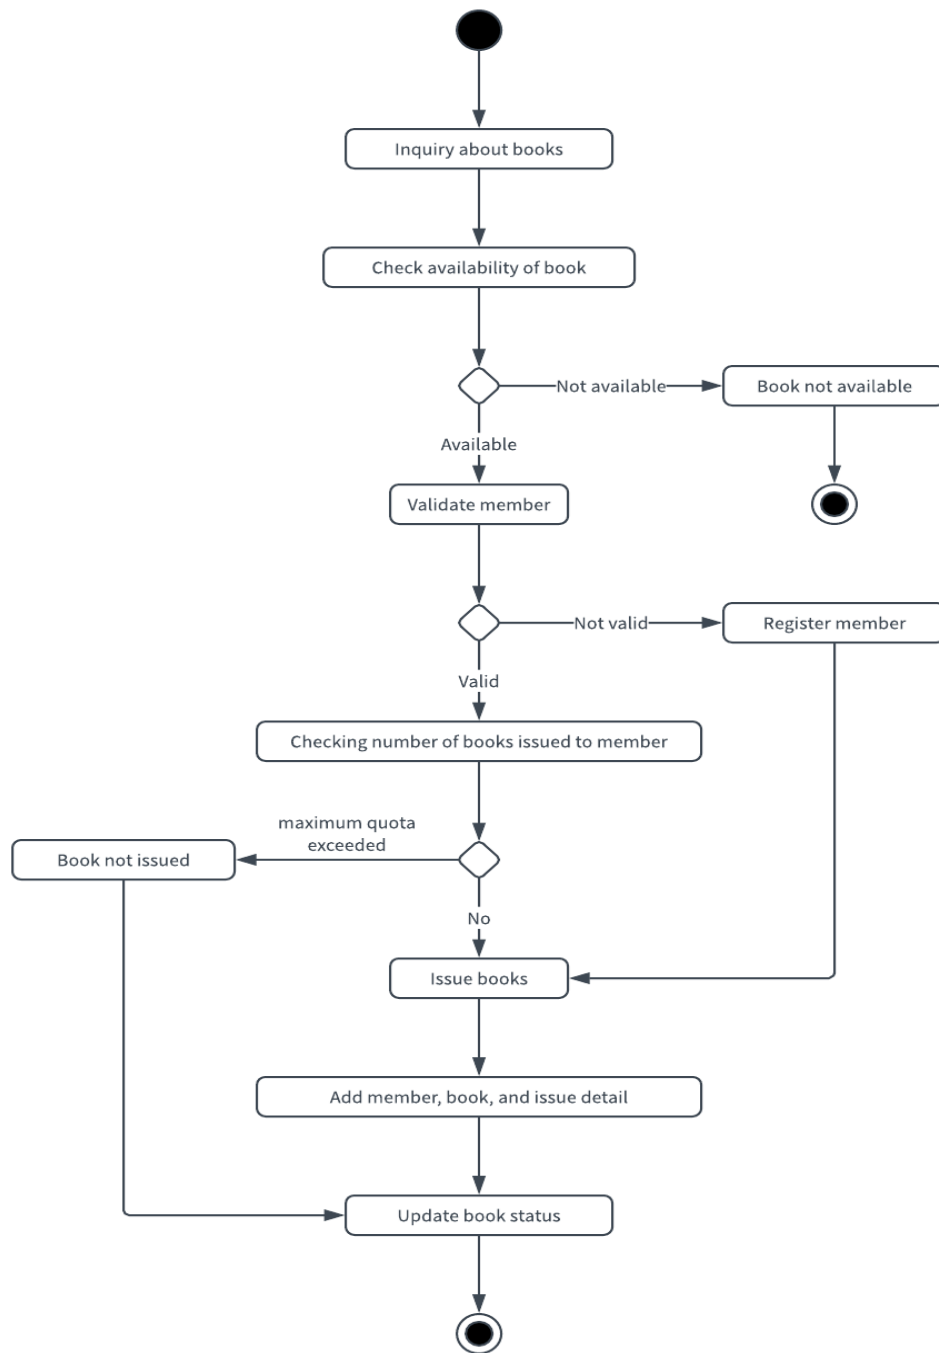 Inquiry about books
Check availability of book
Not available
Book not available
Available
Validate member
Not valid
Register member
Valid
Checking number of books issued to member
maximum quota
exceeded
Book not issued
No
Issue books
Add member, book, and issue detail
Update book status